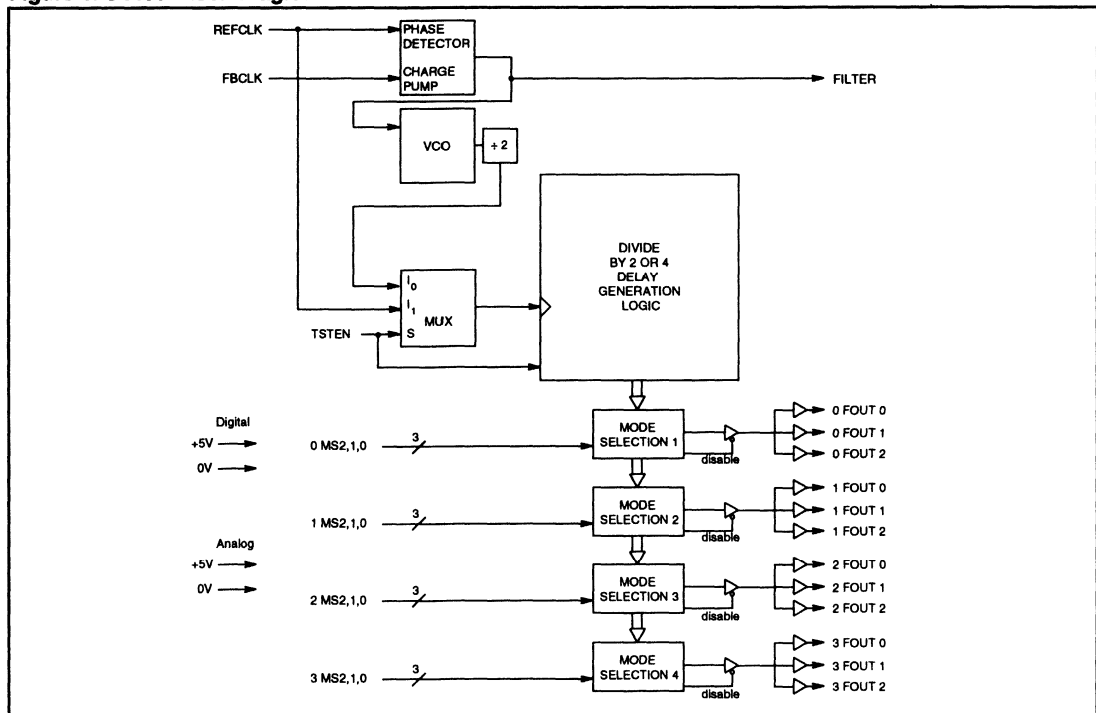 REFCLK
PHASE
DETECTOR
FBCLK
CHARGE
PUMP
FILTER
VCO
÷ 2
DIVIDE
BY 2 OR 4
DELAY
GENERATION
LOGIC
I0
I1
MUX
TSTEN
S
Digital
+5V
0V
0 MS2,1,0
3
MODE
SELECTION 1
disable
0 FOUT 0
0 FOUT 1
0 FOUT 2
1 MS2,1,0
3
MODE
SELECTION 2
disable
1 FOUT 0
1 FOUT 1
1 FOUT 2
Analog
+5V
0V
2 MS2,1,0
3
MODE
SELECTION 3
disable
2 FOUT 0
2 FOUT 1
2 FOUT 2
3 MS2,1,0
3
MODE
SELECTION 4
disable
3 FOUT 0
3 FOUT 1
3 FOUT 2